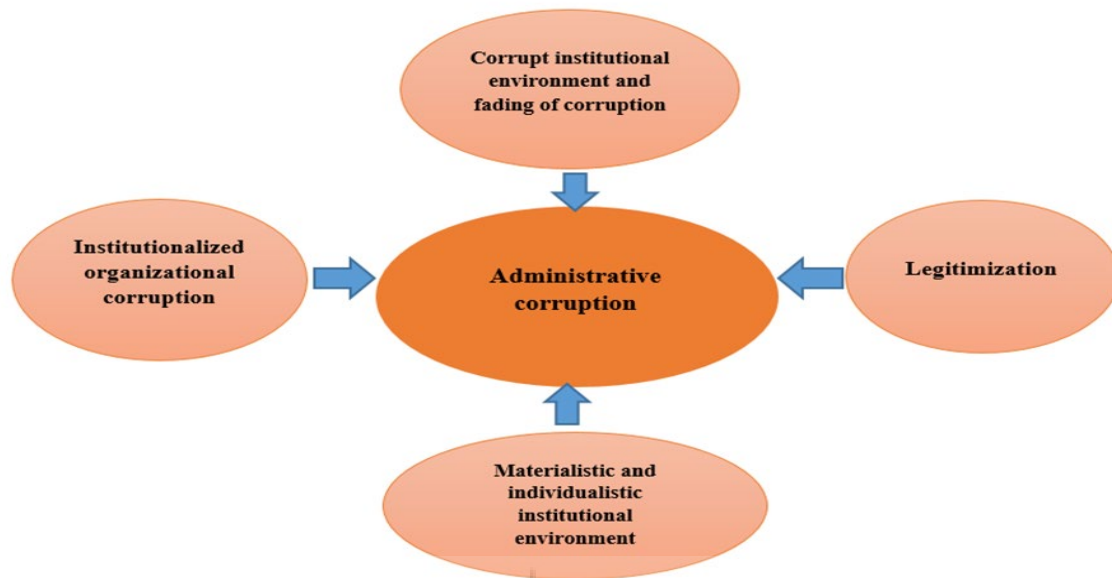 Corrupt institutional
environment and
fading of corruption
Institutionalized
organizational
corruption
Administrative
corruption
Legitimization
Materialistic and
individualistic
institutional
environment